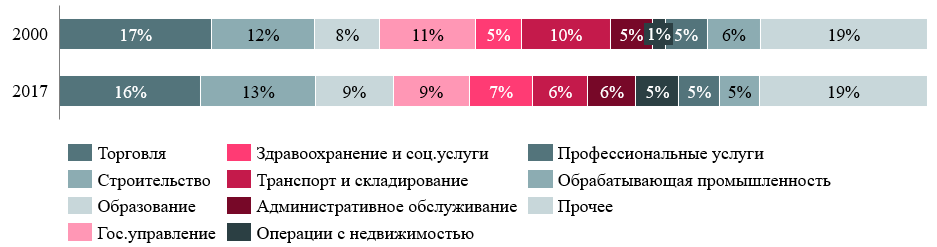 2000 17% 12% 8% 11% 5% 10% 5% 1% 5% 6% 19%
2017 16% 13% 9% 9% 7% 6% 6% 5% 5% 5% 19%
Торговля Здравоохранение и соц.услуги Профессиональные услуги
Строительство Транспорт и складирование Обрабатывающая промышленность
Образование Административное обслуживание Прочее
Гос.управление Операции с недвижимостью